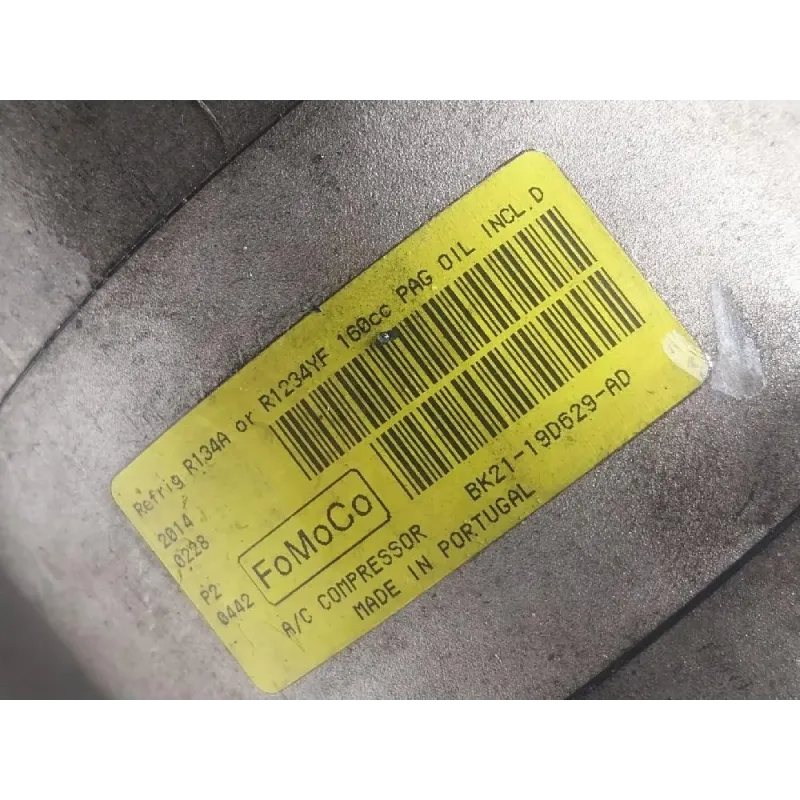 Refrig R134A or R1234YF 160cc PAG OIL INCL.D
2014
0228
P2
0442
FoMoCo
BK21-19D629-AD
A/C COMPRESSOR
MADE IN PORTUGAL